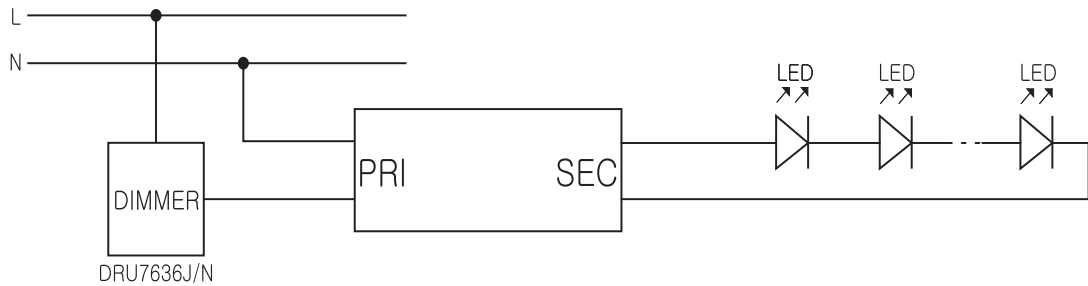 L
N
LED LED LED
PRI SEC
DIMMER
DRU7636J/N